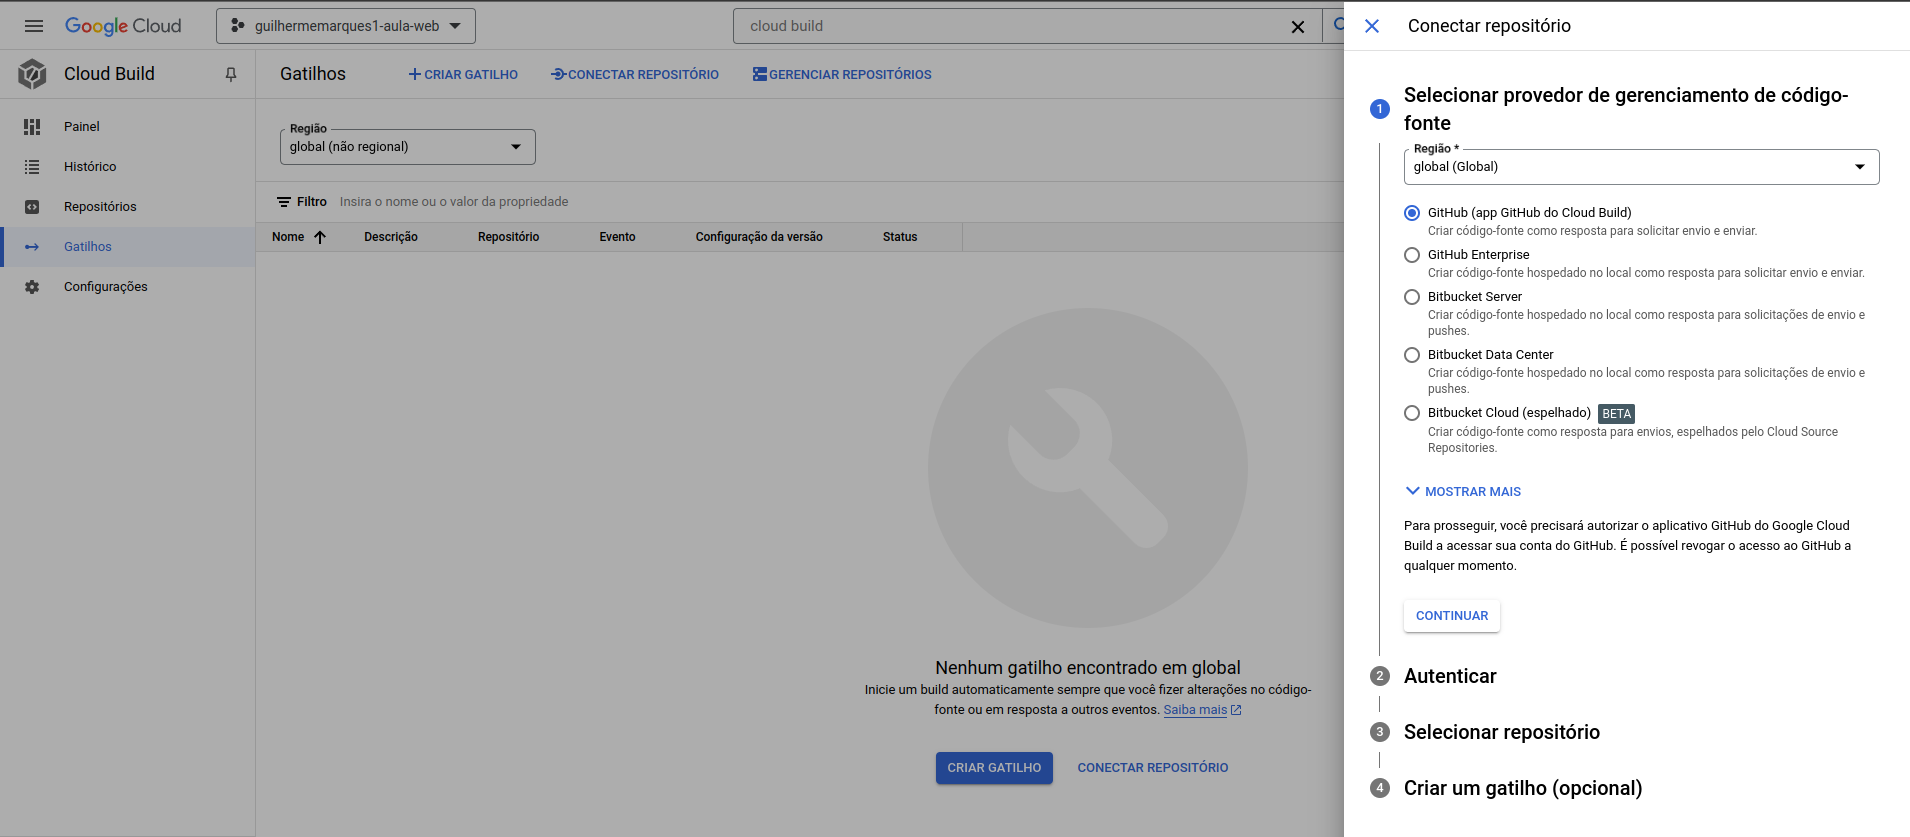 Google Cloud
guilhermemarques1-aula-web
cloud build
Conectar repositório
Cloud Build
Gatilhos
CRIAR GATILHO
CONECTAR REPOSITÓRIO
GERENCIAR REPOSITÓRIOS
Painel
Histórico
Repositórios
Gatilhos
Configurações
Região
global (não regional)
Filtro
Insira o nome ou o valor da propriedade
Nome
Descrição
Repositório
Evento
Configuração da versão
Status
Nenhum gatilho encontrado em global
Inicie um build automaticamente sempre que você fizer alterações no código-
fonte ou em resposta a outros eventos. Saiba mais
CRIAR GATILHO
CONECTAR REPOSITÓRIO
1
Selecionar provedor de gerenciamento de código-
fonte
Região *
global (Global)
GitHub (app GitHub do Cloud Build)
Criar código-fonte como resposta para solicitar envio e enviar.
GitHub Enterprise
Criar código-fonte hospedado no local como resposta para solicitar envio e enviar.
Bitbucket Server
Criar código-fonte hospedado no local como resposta para solicitações de envio e
pushes.
Bitbucket Data Center
Criar código-fonte hospedado no local como resposta para solicitações de envio e
pushes.
Bitbucket Cloud (espelhado) BETA
Criar código-fonte como resposta para envios, espelhados pelo Cloud Source
Repositories.
MOSTRAR MAIS
Para prosseguir, você precisará autorizar o aplicativo GitHub do Google Cloud
Build a acessar sua conta do GitHub. É possível revogar o acesso ao GitHub a
qualquer momento.
CONTINUAR
2 Autenticar
3 Selecionar repositório
4 Criar um gatilho (opcional)